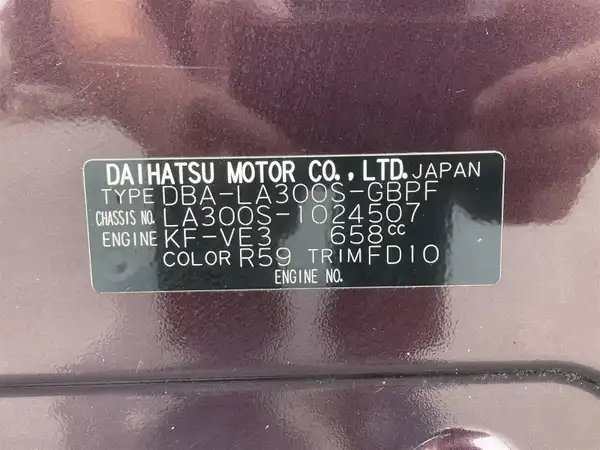 DAIHATSU MOTOR CO.,LTD. JAPAN
TYPE DBA-LA300S-GBPF
CHASSIS NO. LA300S-1024507
ENGINE KF-VE3 658cc
COLOR R59 TRIM FD10
ENGINE NO.